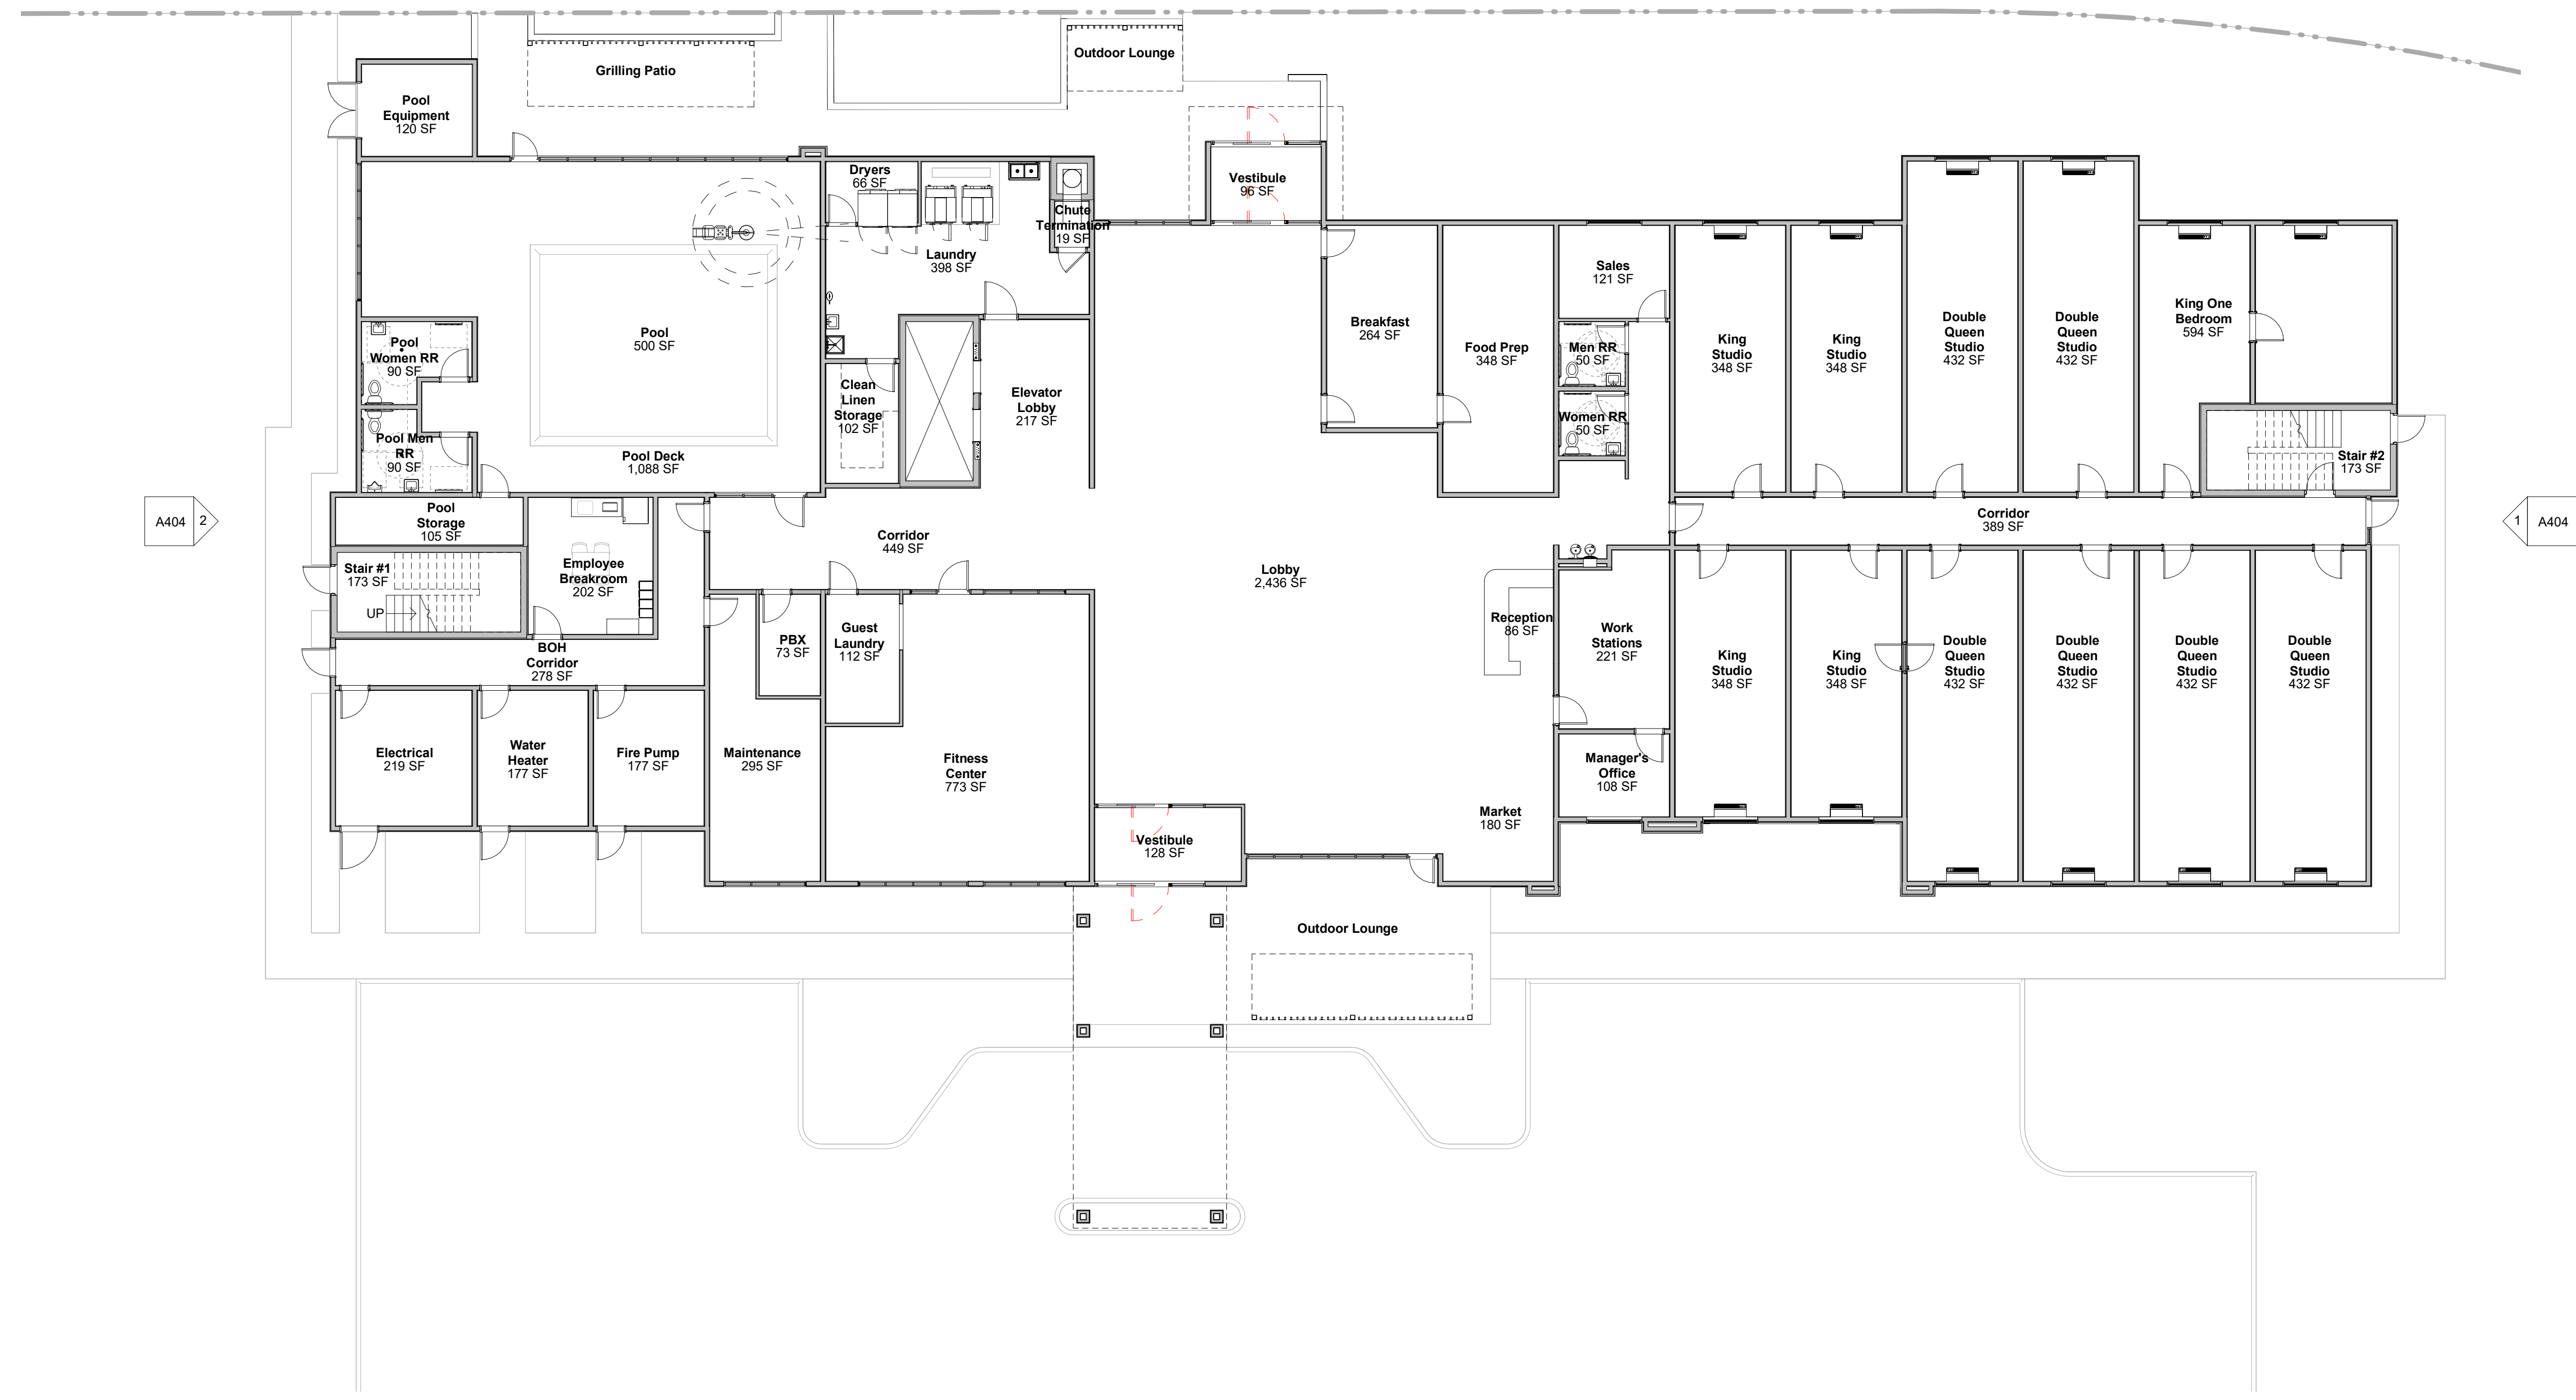 Outdoor Lounge
Grilling Patio
Pool
Equipment
120 SF
Dryers
66 SF
Vestibule
96 SF
Chute
Termination
19 SF
Laundry
398 SF
Sales
121 SF
Pool
500 SF
Pool
Women RR
90 SF
Pool Men
RR
90 SF
Pool Deck
1,088 SF
Clean
Linen
Storage
102 SF
Elevator
Lobby
217 SF
Breakfast
264 SF
Food Prep
348 SF
Men RR
50 SF
Women RR
50 SF
King
Studio
348 SF
King
Studio
348 SF
Double
Queen
Studio
432 SF
Double
Queen
Studio
432 SF
King One
Bedroom
594 SF
Stair #2
173 SF
A404
2
Pool
Storage
105 SF
Corridor
449 SF
Corridor
389 SF
1
A404
Stair #1
173 SF
UP
Employee
Breakroom
202 SF
Lobby
2,436 SF
Reception
86 SF
Work
Stations
221 SF
PBX
73 SF
Guest
Laundry
112 SF
BOH
Corridor
278 SF
King
Studio
348 SF
King
Studio
348 SF
Double
Queen
Studio
432 SF
Double
Queen
Studio
432 SF
Double
Queen
Studio
432 SF
Double
Queen
Studio
432 SF
Electrical
219 SF
Water
Heater
177 SF
Fire Pump
177 SF
Maintenance
295 SF
Fitness
Center
773 SF
Manager's
Office
108 SF
Market
180 SF
Vestibule
128 SF
Outdoor Lounge